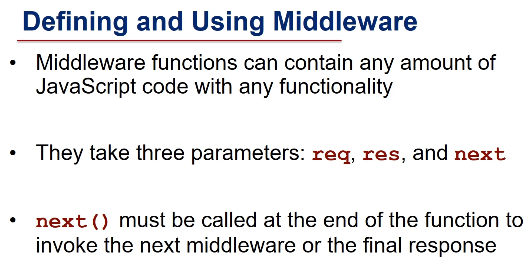 Defining and Using Middleware
• Middleware functions can contain any amount of
JavaScript code with any functionality
• They take three parameters: req, res, and next
• next() must be called at the end of the function to
invoke the next middleware or the final response